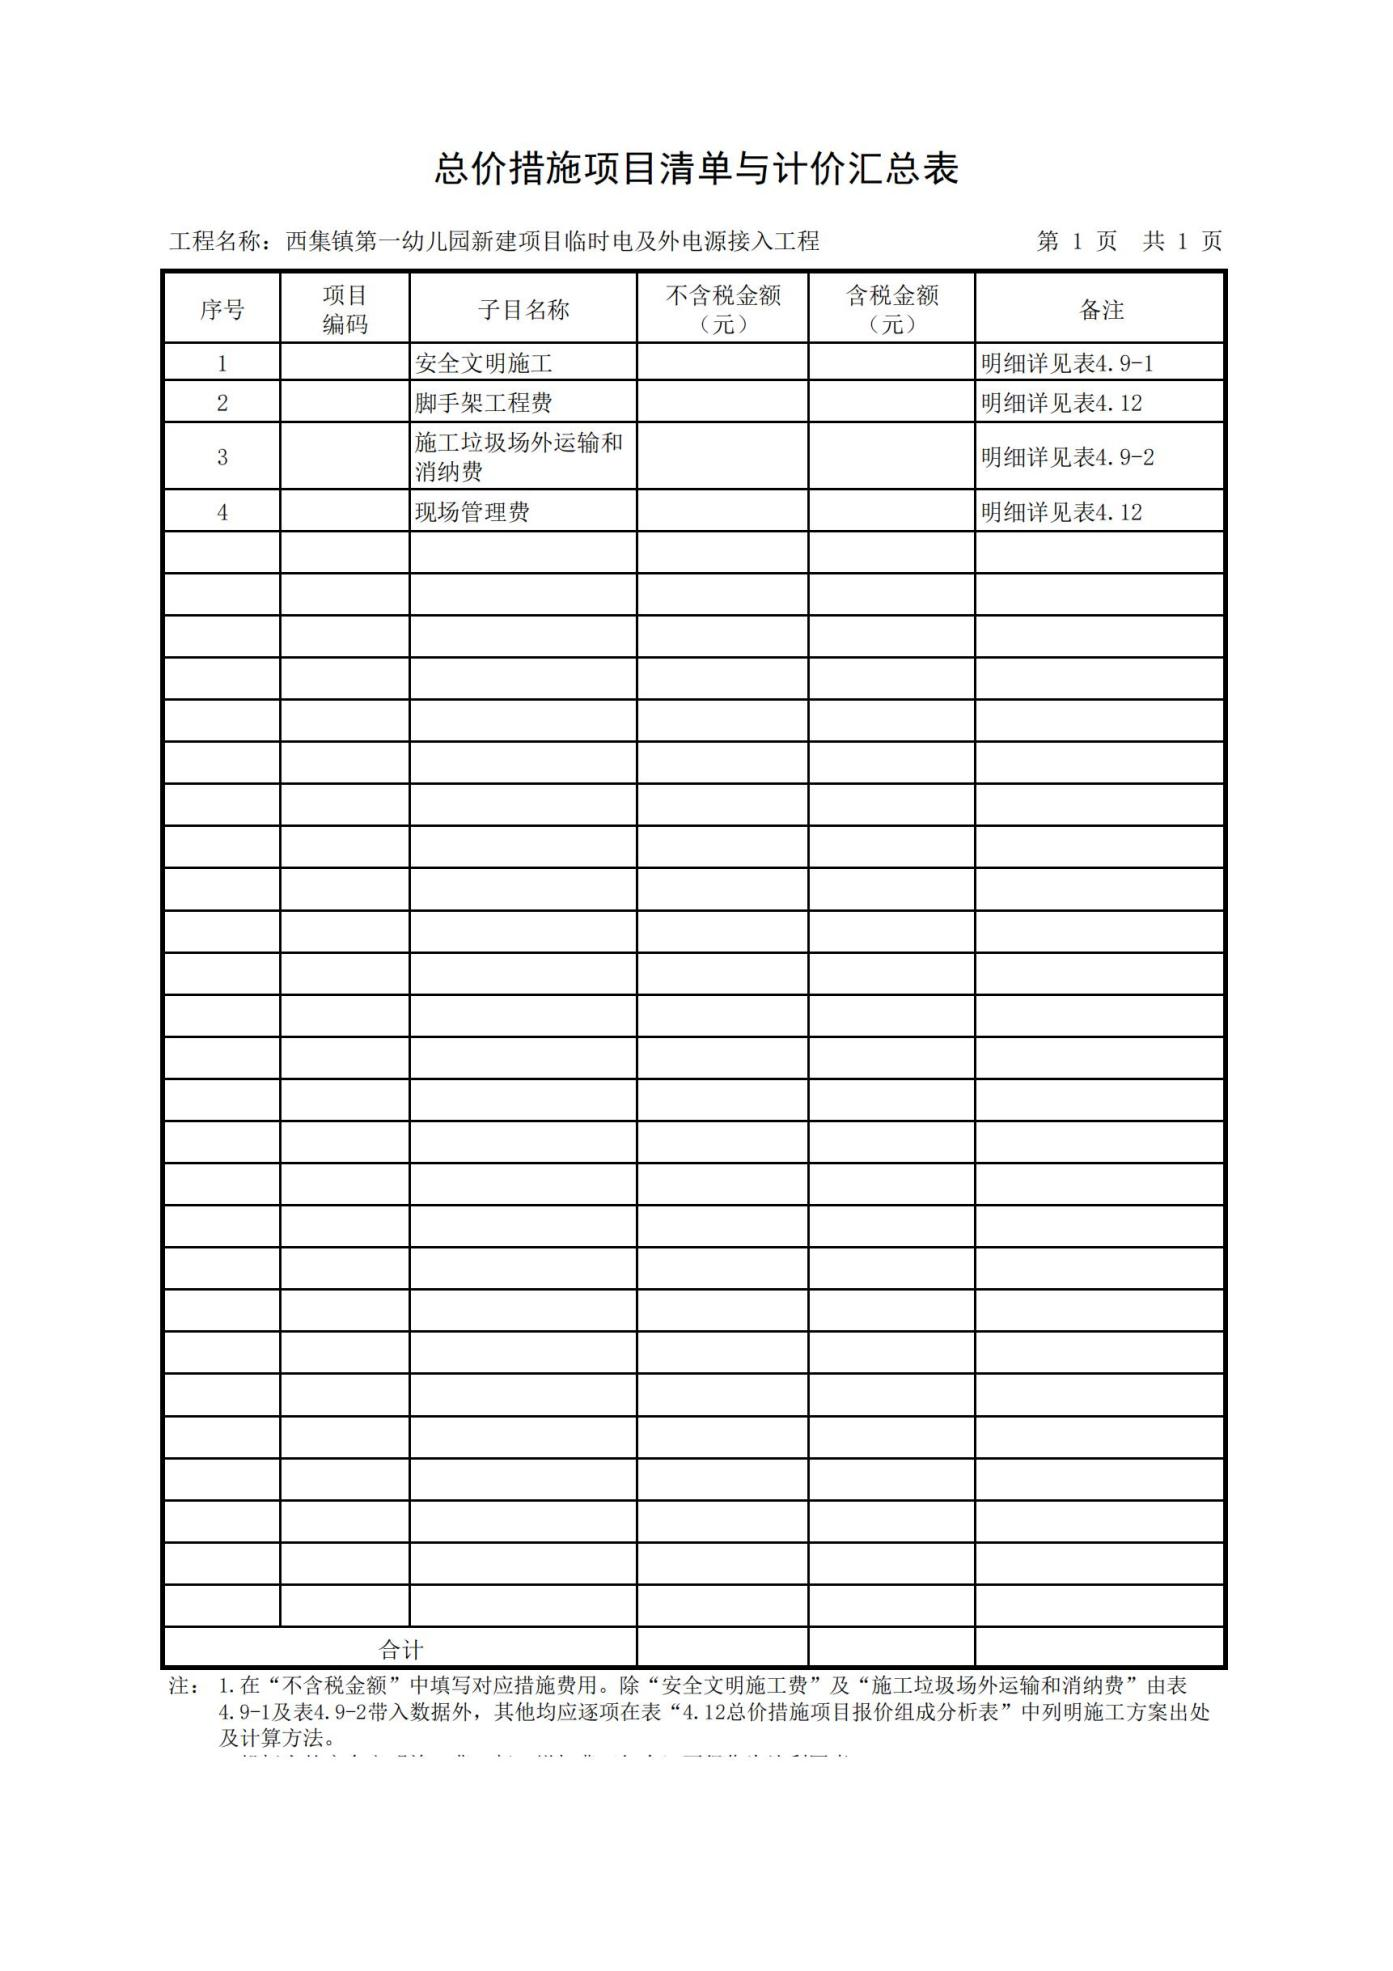 总价措施项目清单与计价汇总表
工程名称：西集镇第一幼儿园新建项目临时电及外电源接入工程 第 1 页 共 1 页
序号 项目编码 子目名称 不含税金额（元） 含税金额（元） 备注
1 安全文明施工 明细详见表4.9-1
2 脚手架工程费 明细详见表4.12
3 施工垃圾场外运输和消纳费 明细详见表4.9-2
4 现场管理费 明细详见表4.12
合计
注： 1.在“不含税金额”中填写对应措施费用。除“安全文明施工费”及“施工垃圾场外运输和消纳费”由表
4.9-1及表4.9-2带入数据外，其他均应逐项在表“4.12总价措施项目报价组成分析表”中列明施工方案出处
及计算方法。